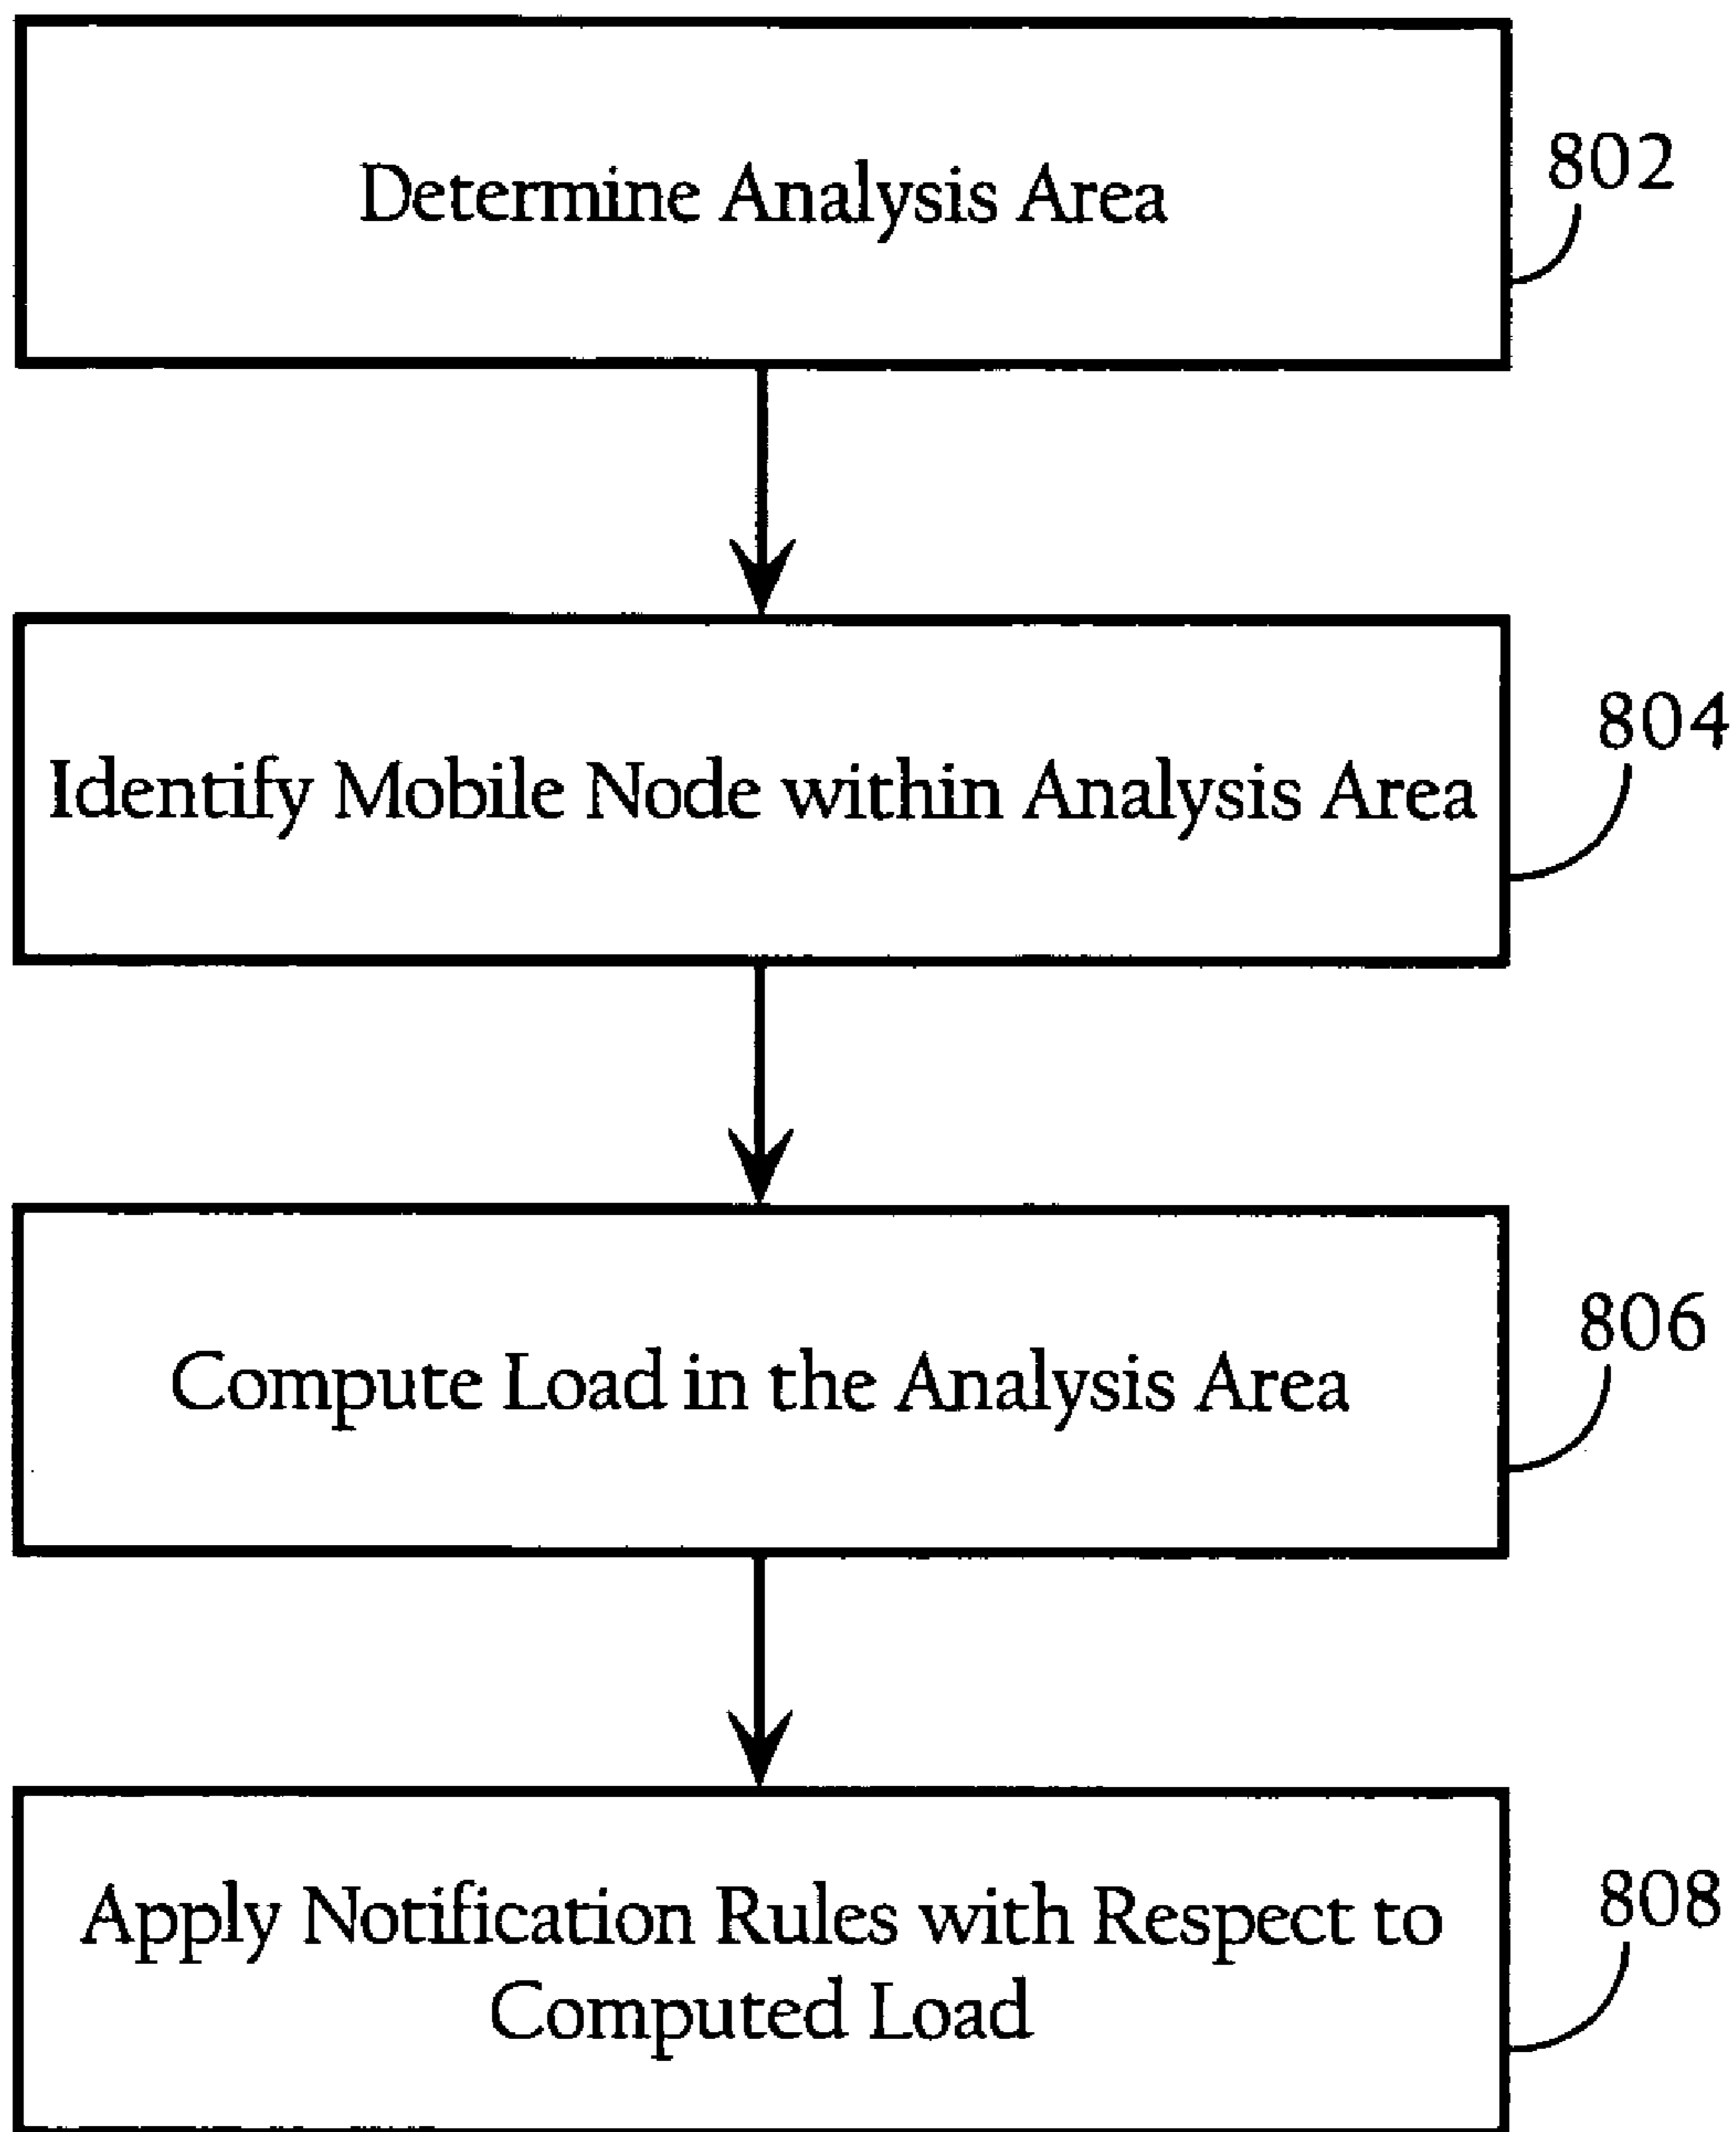 Determine Analysis Area
802
Identify Mobile Node within Analysis Area
804
Compute Load in the Analysis Area
806
Apply Notification Rules with Respect to
Computed Load
808